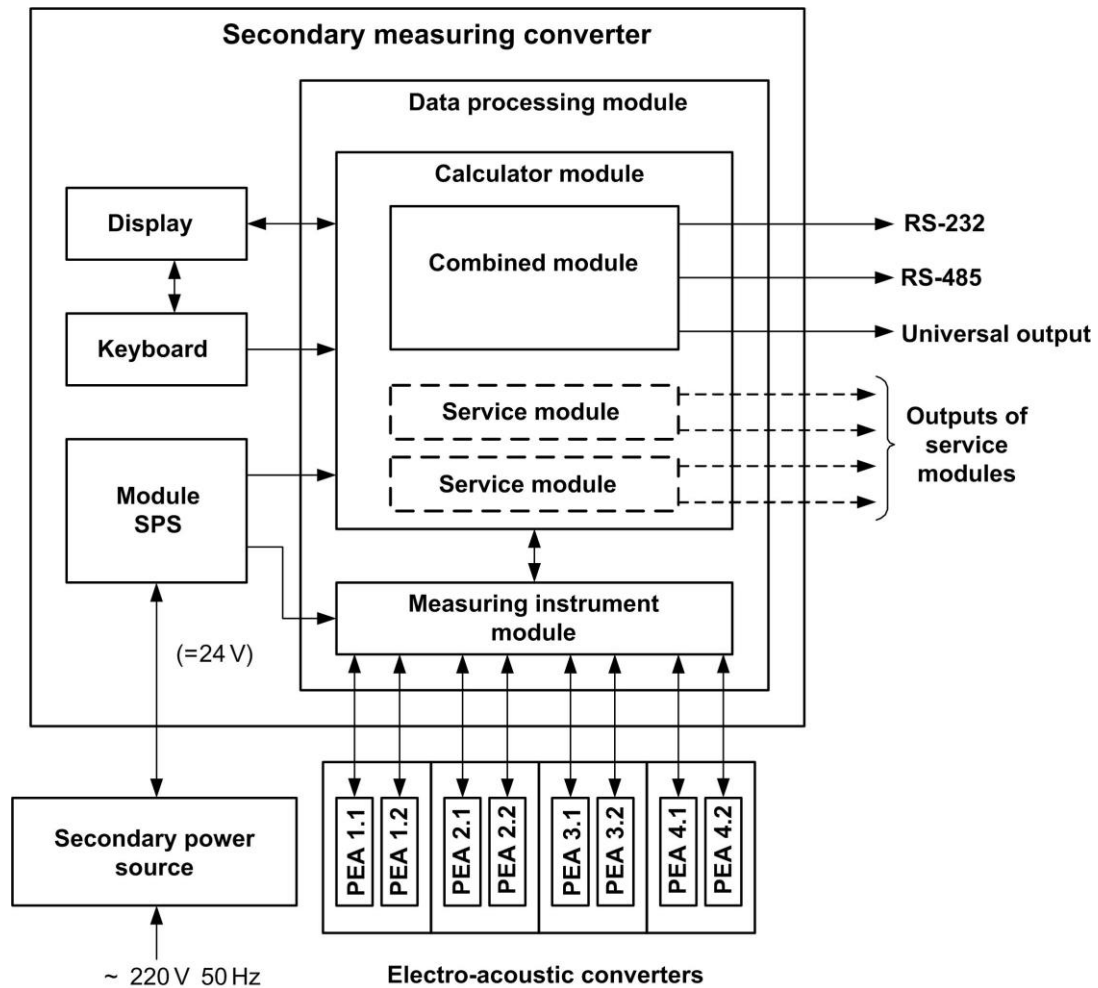 Secondary measuring converter
Data processing module
Calculator module
Display
Combined module
RS-232
RS-485
Universal output
Keyboard
Service module
Service module
Outputs of
service
modules
Module
SPS
Measuring instrument
module
(=24 V)
Secondary power
source
PEA 1.1
PEA 1.2
PEA 2.1
PEA 2.2
PEA 3.1
PEA 3.2
PEA 4.1
PEA 4.2
~ 220 V 50 Hz
Electro-acoustic converters